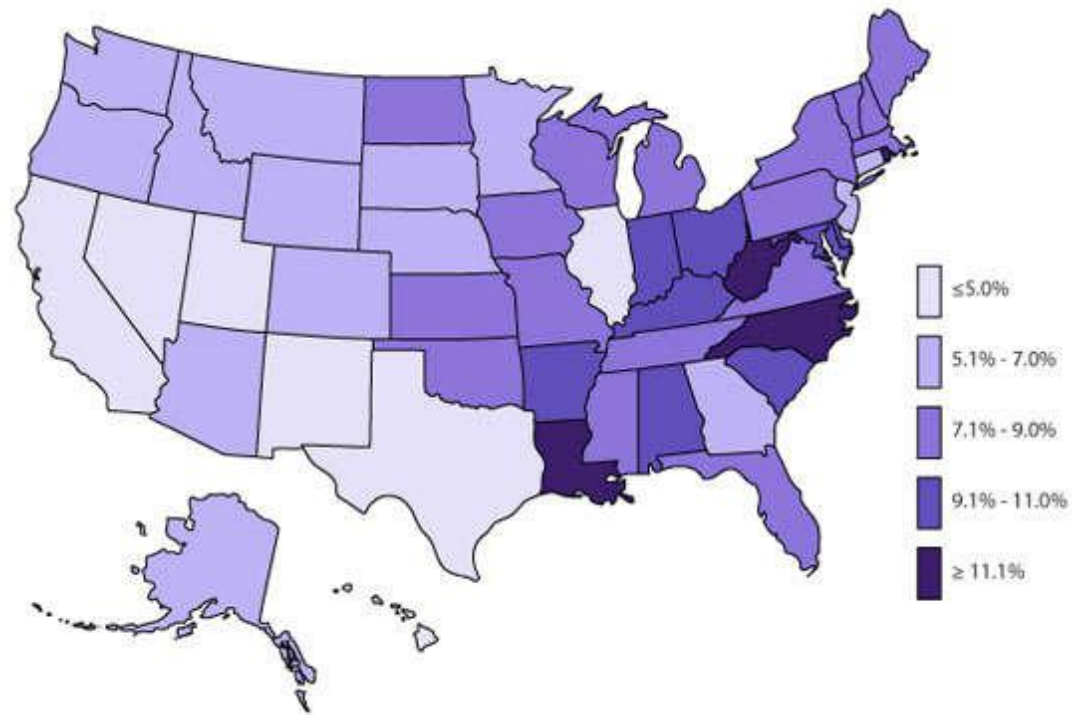 ≤5.0%
5.1% - 7.0%
7.1% - 9.0%
9.1% - 11.0%
≥ 11.1%